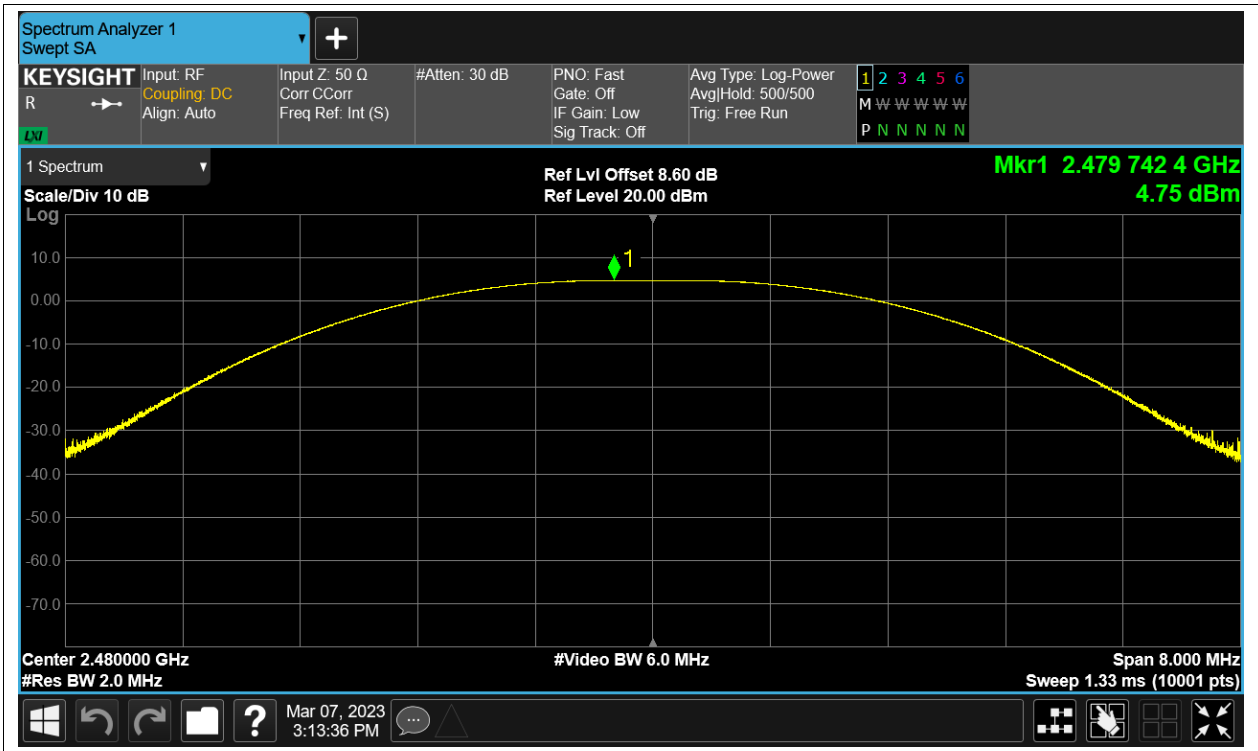 Spectrum Analyzer 1
Swept SA
▼
+
KEYSIGHT
R
LXI
Input: RF
Coupling: DC
Align: Auto
Input Z: 50 Ω
Corr CCorr
Freq Ref: Int (S)
#Atten: 30 dB
PNO: Fast
Gate: Off
IF Gain: Low
Sig Track: Off
Avg Type: Log-Power
Avg|Hold: 500/500
Trig: Free Run
1 2 3 4 5 6
M W W W W W W
P N N N N N
1 Spectrum ▼
Scale/Div 10 dB
Log
Ref Lvl Offset 8.60 dB
Ref Level 20.00 dBm
Mkr1 2.479 742 4 GHz
4.75 dBm
1
10.0
0.00
-10.0
-20.0
-30.0
-40.0
-50.0
-60.0
-70.0
Center 2.480000 GHz
#Res BW 2.0 MHz
#Video BW 6.0 MHz
Span 8.000 MHz
Sweep 1.33 ms (10001 pts)
?
Mar 07, 2023
3:13:36 PM